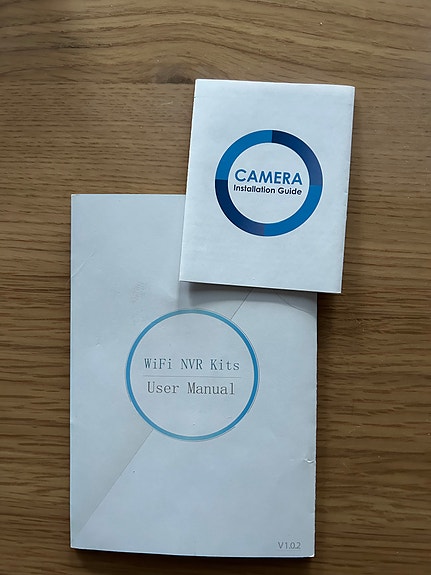 CAMERA
Installation Guide
WiFi NVR Kits
User Manual
V1.0.2